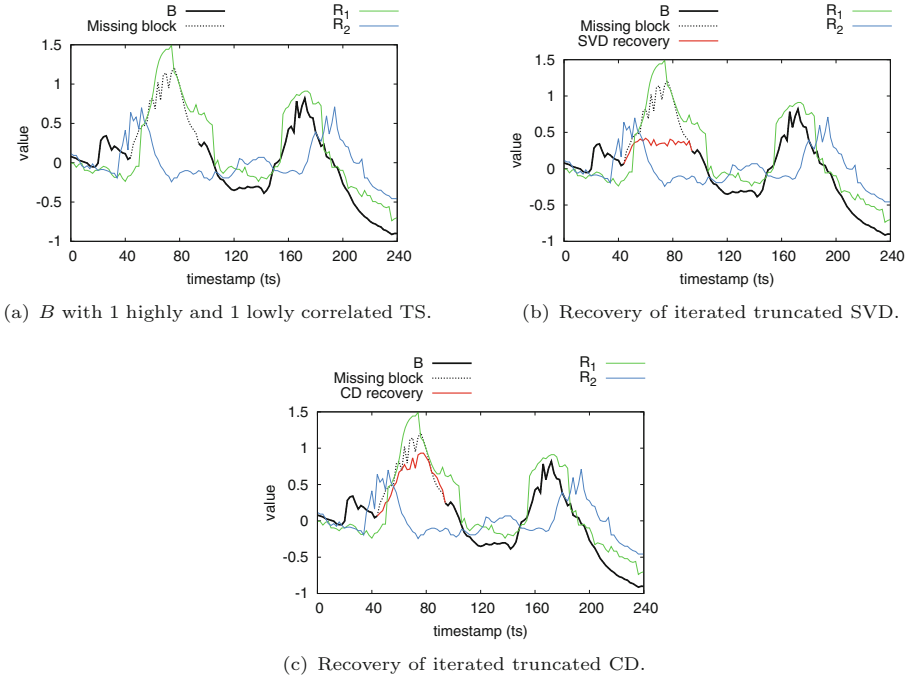 B
Missing block
R1
R2
1.5
1
0.5
0
-0.5
-1
value
0 40 80 120 160 200 240
timestamp (ts)
(a) B with 1 highly and 1 lowly correlated TS.
B
Missing block
SVD recovery
R1
R2
1.5
1
0.5
0
-0.5
-1
value
0 40 80 120 160 200 240
timestamp (ts)
(b) Recovery of iterated truncated SVD.
B
Missing block
CD recovery
R1
R2
1.5
1
0.5
0
-0.5
-1
value
0 40 80 120 160 200 240
timestamp (ts)
(c) Recovery of iterated truncated CD.